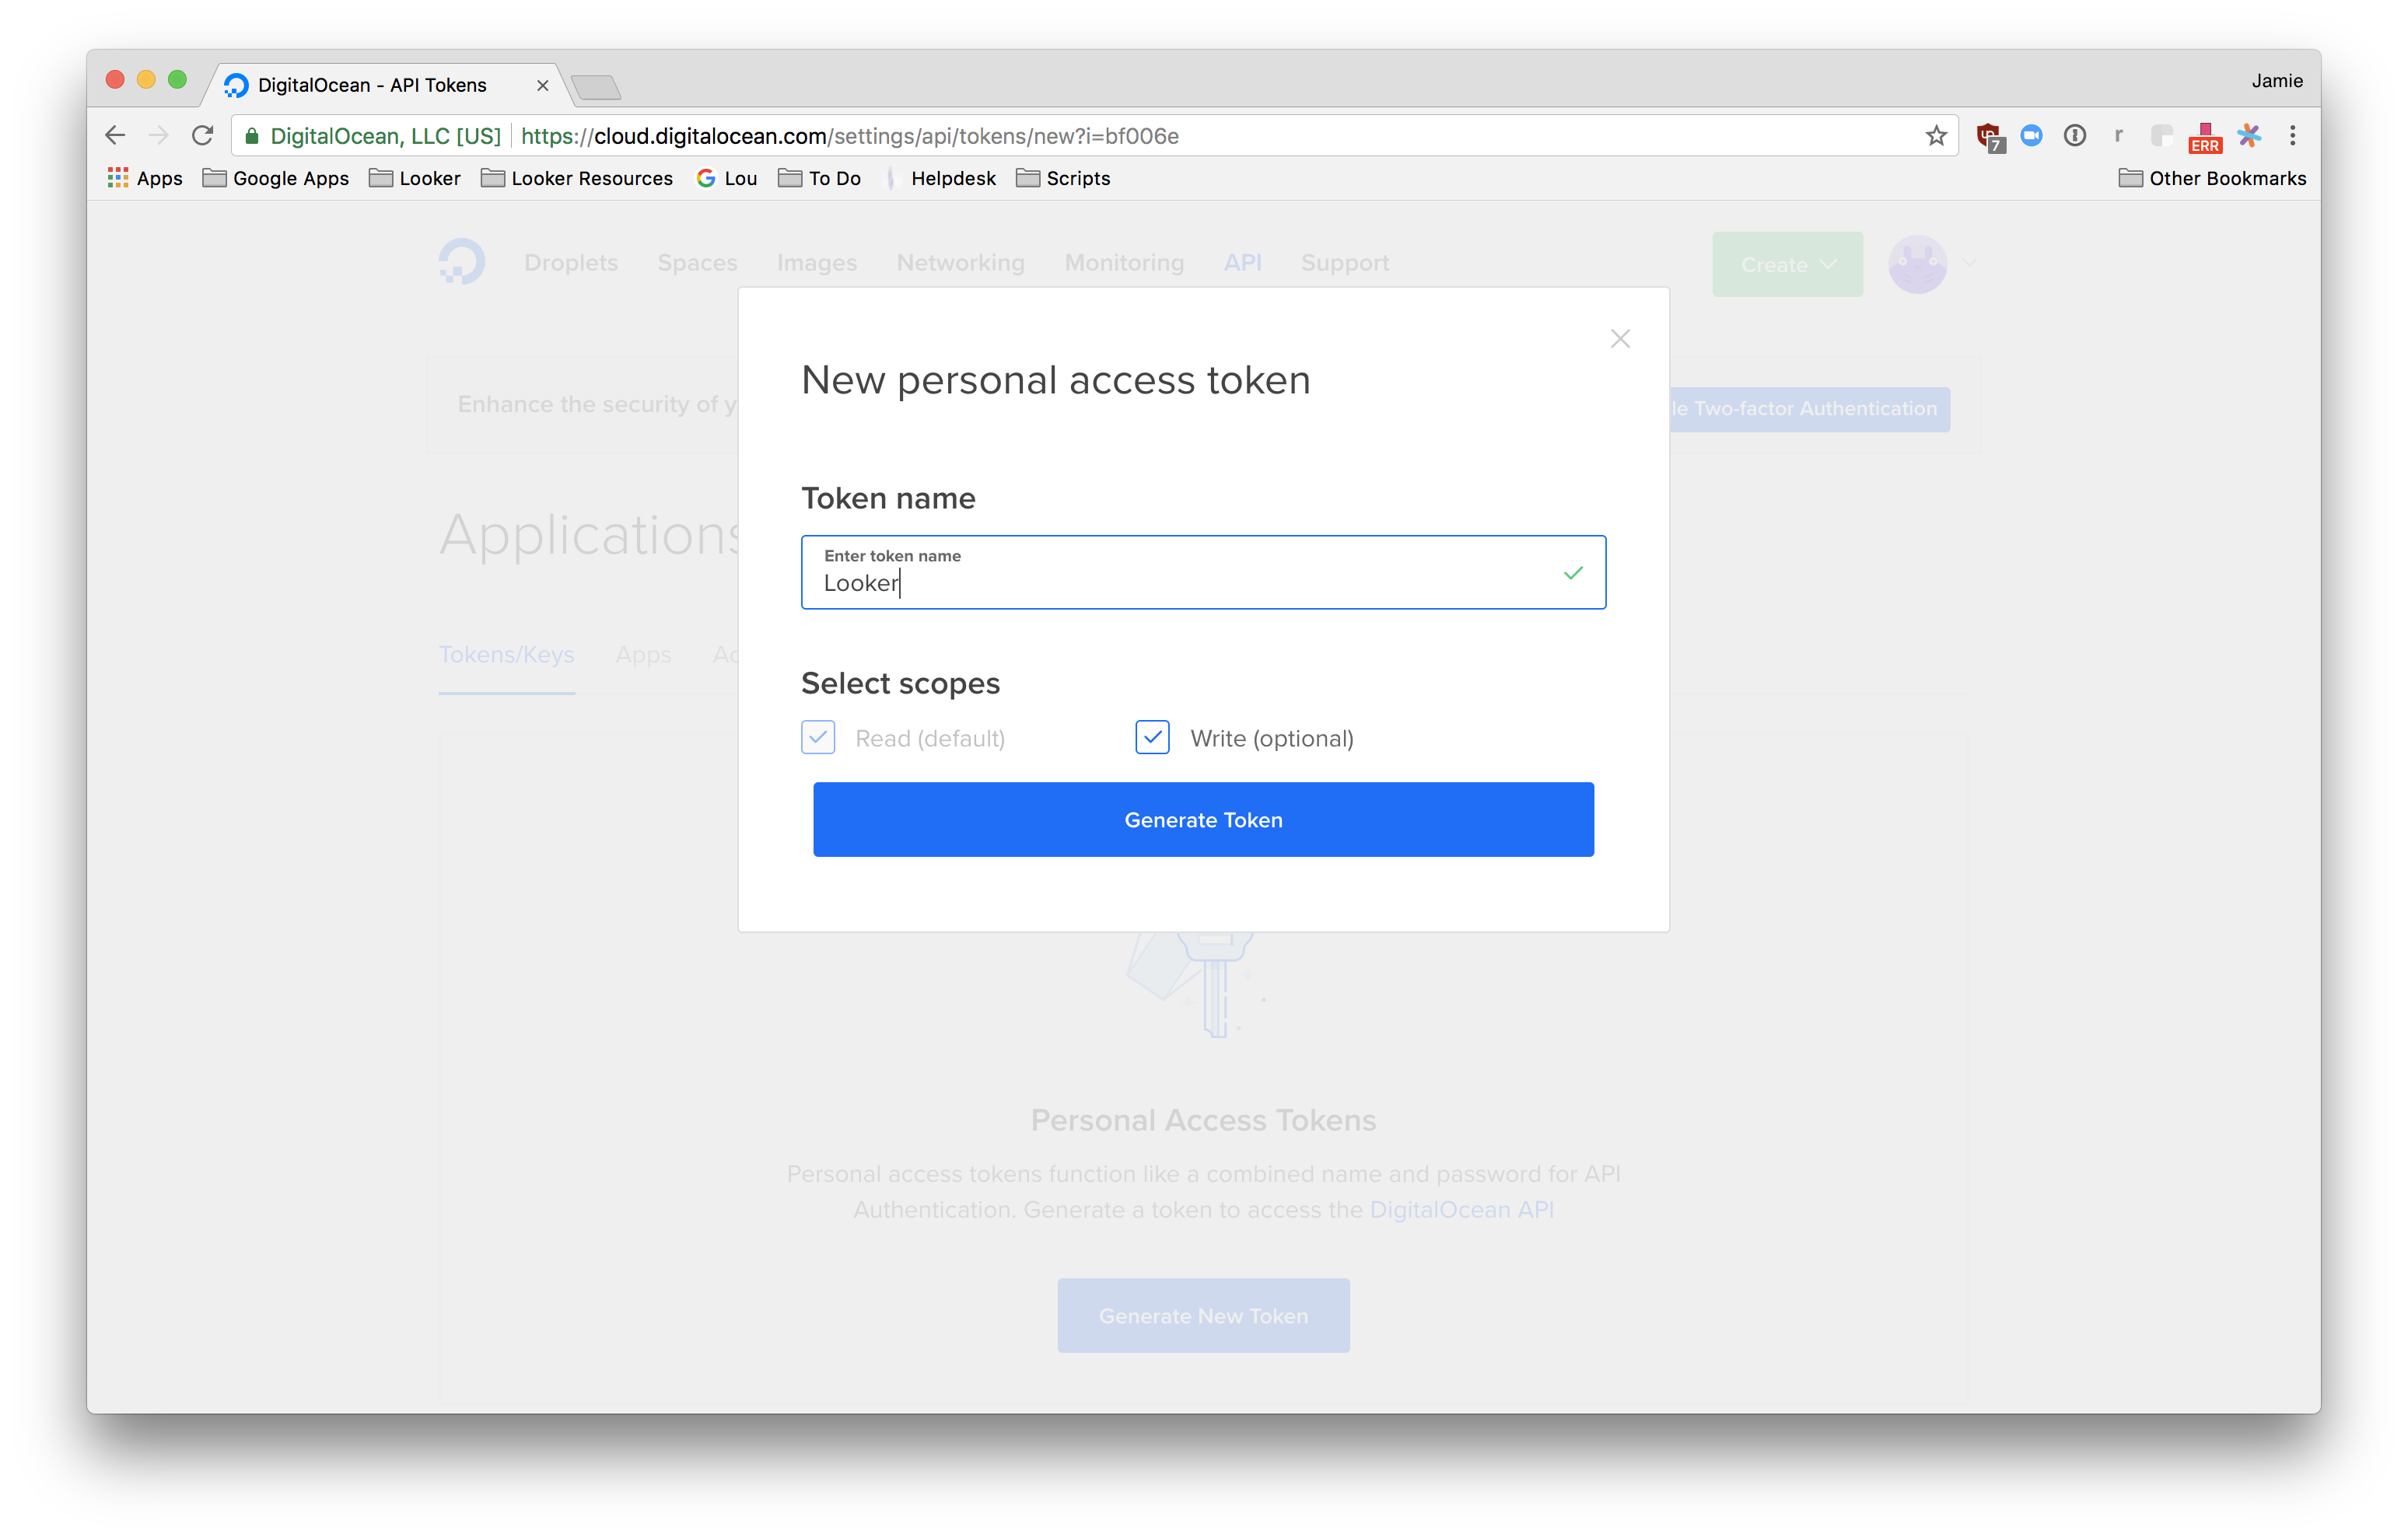 DigitalOcean - API Tokens
Jamie
DigitalOcean, LLC [US] https://cloud.digitalocean.com/settings/api/tokens/new?i=bf006e
7
r
ERR
Apps Google Apps Looker Looker Resources Lou To Do Helpdesk Scripts Other Bookmarks
Droplets Spaces Images Networking Monitoring API Support Create
New personal access token
Enhance the security of y
le Two-factor Authentication
Token name
Applications
Enter token name
Looker
Tokens/Keys Apps Ac
Select scopes
Read (default) Write (optional)
Generate Token
Personal Access Tokens
Personal access tokens function like a combined name and password for API
Authentication. Generate a token to access the DigitalOcean API
Generate New Token